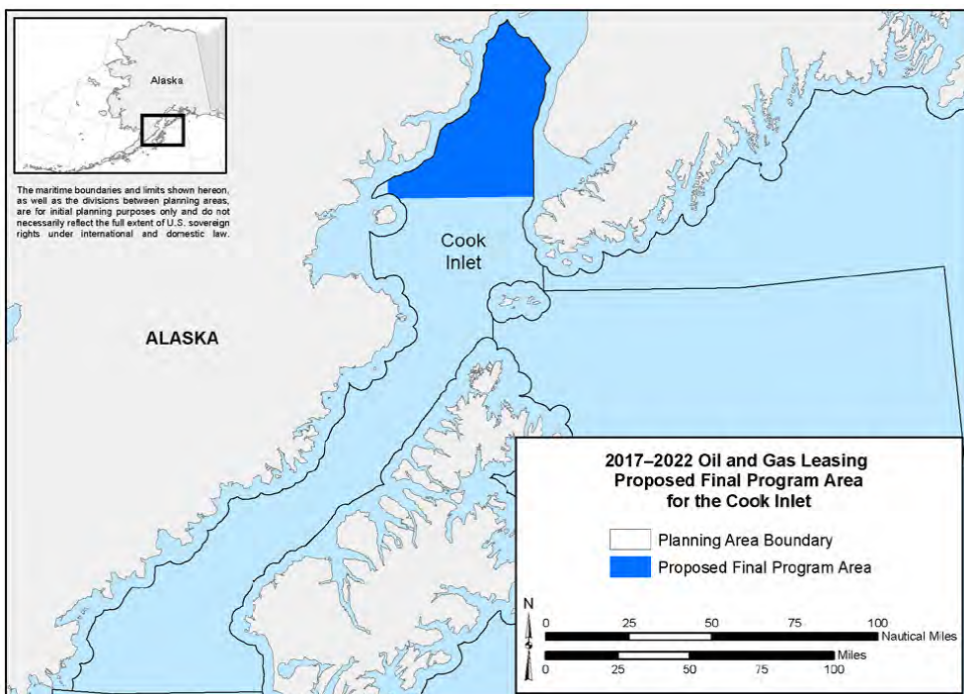 Alaska
The maritime boundaries and limits shown hereon,
as well as the divisions between planning areas,
are for initial planning purposes only and do not
necessarily reflect the full extent of U.S. sovereign
rights under international and domestic law.
Cook
Inlet
ALASKA
2017–2022 Oil and Gas Leasing
Proposed Final Program Area
for the Cook Inlet
Planning Area Boundary
Proposed Final Program Area
N
0 25 50 75 100
Nautical Miles
Miles
0 25 50 75 100